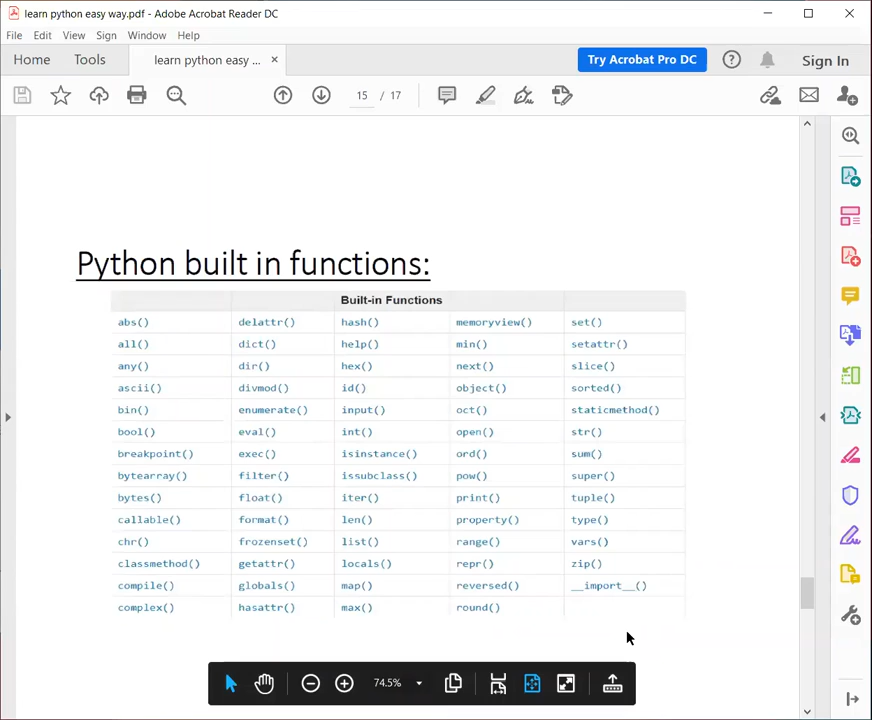 learn python easy way.pdf - Adobe Acrobat Reader DC
File Edit View Sign Window Help
Home Tools learn python easy ... Try Acrobat Pro DC Sign In
15 / 17
Python built in functions:
Built-in Functions
abs() delattr() hash() memoryview() set()
all() dict() help() min() setattr()
any() dir() hex() next() slice()
ascii() divmod() id() object() sorted()
bin() enumerate() input() oct() staticmethod()
bool() eval() int() open() str()
breakpoint() exec() isinstance() ord() sum()
bytearray() filter() issubclass() pow() super()
bytes() float() iter() print() tuple()
callable() format() len() property() type()
chr() frozenset() list() range() vars()
classmethod() getattr() locals() repr() zip()
compile() globals() map() reversed() __import__()
complex() hasattr() max() round()
74.5%